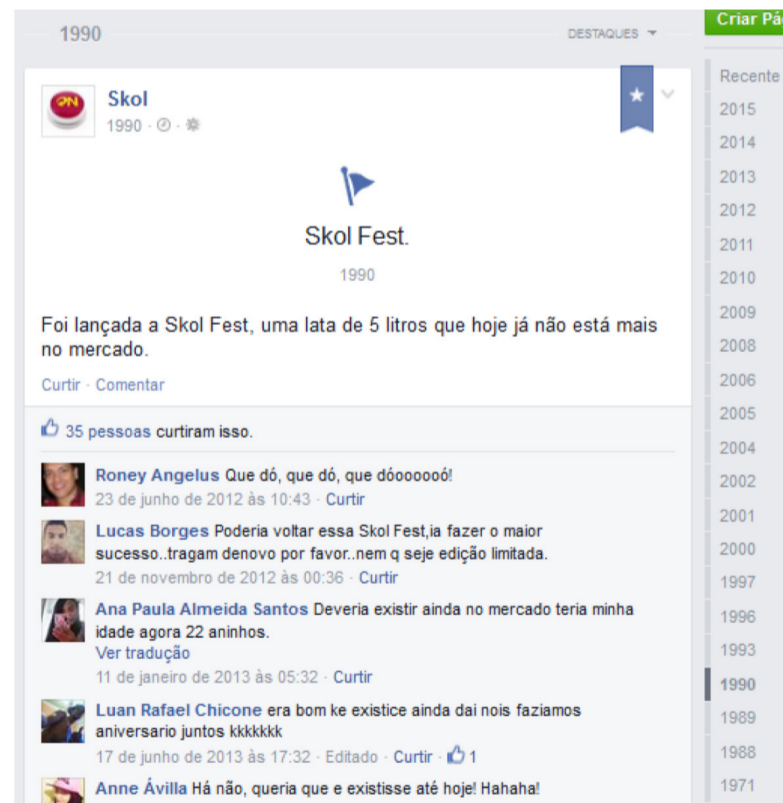 1990
DESTAQUES
Criar Pá
Skol
1990
Skol Fest.
1990
Foi lançada a Skol Fest, uma lata de 5 litros que hoje já não está mais
no mercado.
Curtir · Comentar
35 pessoas curtiram isso.
Roney Angelus Que dó, que dó, que dóoooooó!
23 de junho de 2012 às 10:43 · Curtir
Lucas Borges Poderia voltar essa Skol Fest,ia fazer o maior
sucesso..tragam denovo por favor..nem q seje edição limitada.
21 de novembro de 2012 às 00:36 · Curtir
Ana Paula Almeida Santos Deveria existir ainda no mercado teria minha
idade agora 22 aninhos.
Ver tradução
11 de janeiro de 2013 às 05:32 · Curtir
Luan Rafael Chicone era bom ke existice ainda dai nois faziamos
aniversario juntos kkkkkkk
17 de junho de 2013 às 17:32 · Editado · Curtir · 1
Anne Ávilla Há não, queria que e existisse até hoje! Hahaha!
Recente
2015
2014
2013
2012
2011
2010
2009
2008
2006
2005
2004
2002
2001
2000
1997
1996
1993
1990
1989
1988
1971